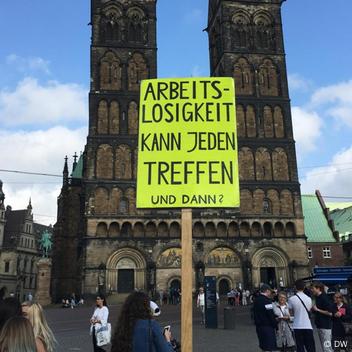 ARBEITS-
LOSIGKEIT
KANN JEDEN
TREFFEN
UND DANN?
© DW